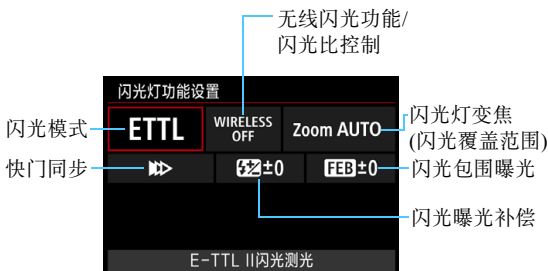 无线闪光功能/
闪光比控制
闪光灯功能设置
闪光模式
ETTL
WIRELESS
OFF
Zoom AUTO
闪光灯变焦
(闪光覆盖范围)
快门同步
±0
FEB±0
闪光包围曝光
闪光曝光补偿
E-TTL II闪光测光